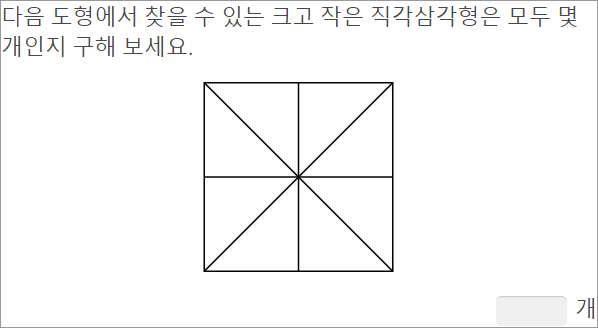 다음 도형에서 찾을 수 있는 크고 작은 직각삼각형은 모두 몇
개인지 구해 보세요.
개